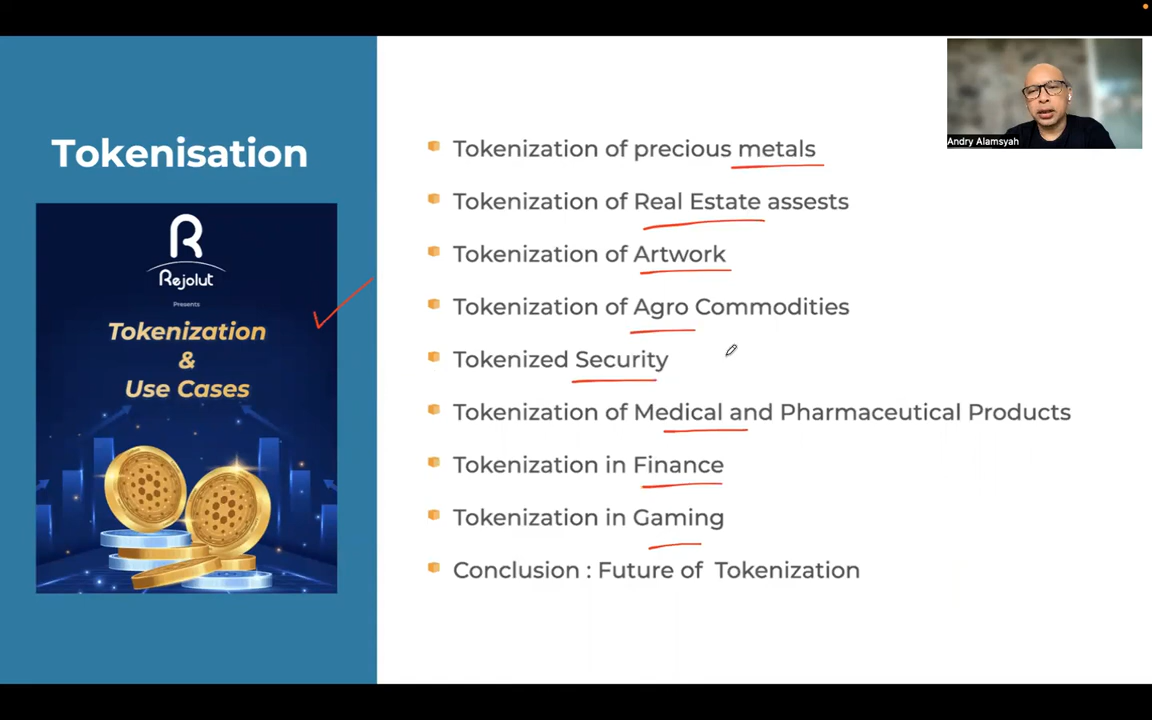 Tokenisation
Rejolut
Presents
Tokenization
&
Use Cases
Tokenization of precious metals
Tokenization of Real Estate assests
Tokenization of Artwork
Tokenization of Agro Commodities
Tokenized Security
Tokenization of Medical and Pharmaceutical Products
Tokenization in Finance
Tokenization in Gaming
Conclusion : Future of Tokenization
Andry Alamsyah